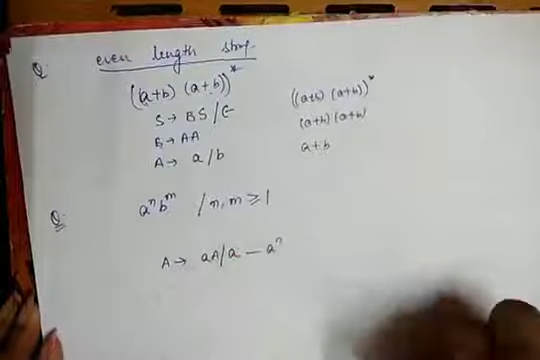 Q. even length strg.
((a+b) (a+b))*
S → BS/ε
B → AA
A → a/b
((a+b) (a+b))*
(a+b) (a+b)
a+b
Q. aⁿbᵐ / n, m ≥ 1
A → aA/a — aⁿ